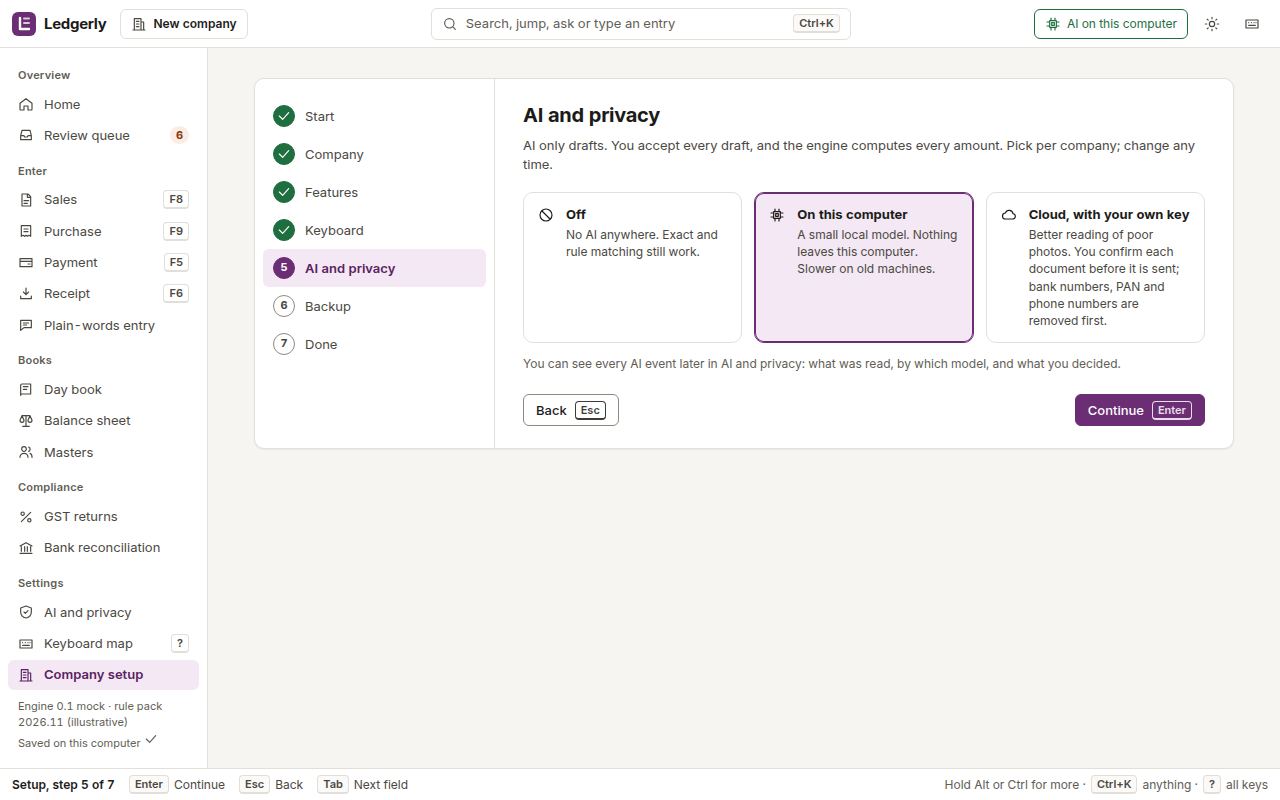 Ledgerly
New company
Search, jump, ask or type an entry
Ctrl+K
AI on this computer
Overview
Home
Review queue 6
Enter
Sales F8
Purchase F9
Payment F5
Receipt F6
Plain-words entry
Books
Day book
Balance sheet
Masters
Compliance
GST returns
Bank reconciliation
Settings
AI and privacy
Keyboard map ?
Company setup
Engine 0.1 mock · rule pack
2026.11 (illustrative)
Saved on this computer
Start
Company
Features
Keyboard
5 AI and privacy
6 Backup
7 Done
AI and privacy
AI only drafts. You accept every draft, and the engine computes every amount. Pick per company; change any
time.
Off
No AI anywhere. Exact and
rule matching still work.
On this computer
A small local model. Nothing
leaves this computer.
Slower on old machines.
Cloud, with your own key
Better reading of poor
photos. You confirm each
document before it is sent;
bank numbers, PAN and
phone numbers are
removed first.
You can see every AI event later in AI and privacy: what was read, by which model, and what you decided.
Back Esc
Continue Enter
Setup, step 5 of 7 Enter Continue Esc Back Tab Next field
Hold Alt or Ctrl for more · Ctrl+K anything · ? all keys